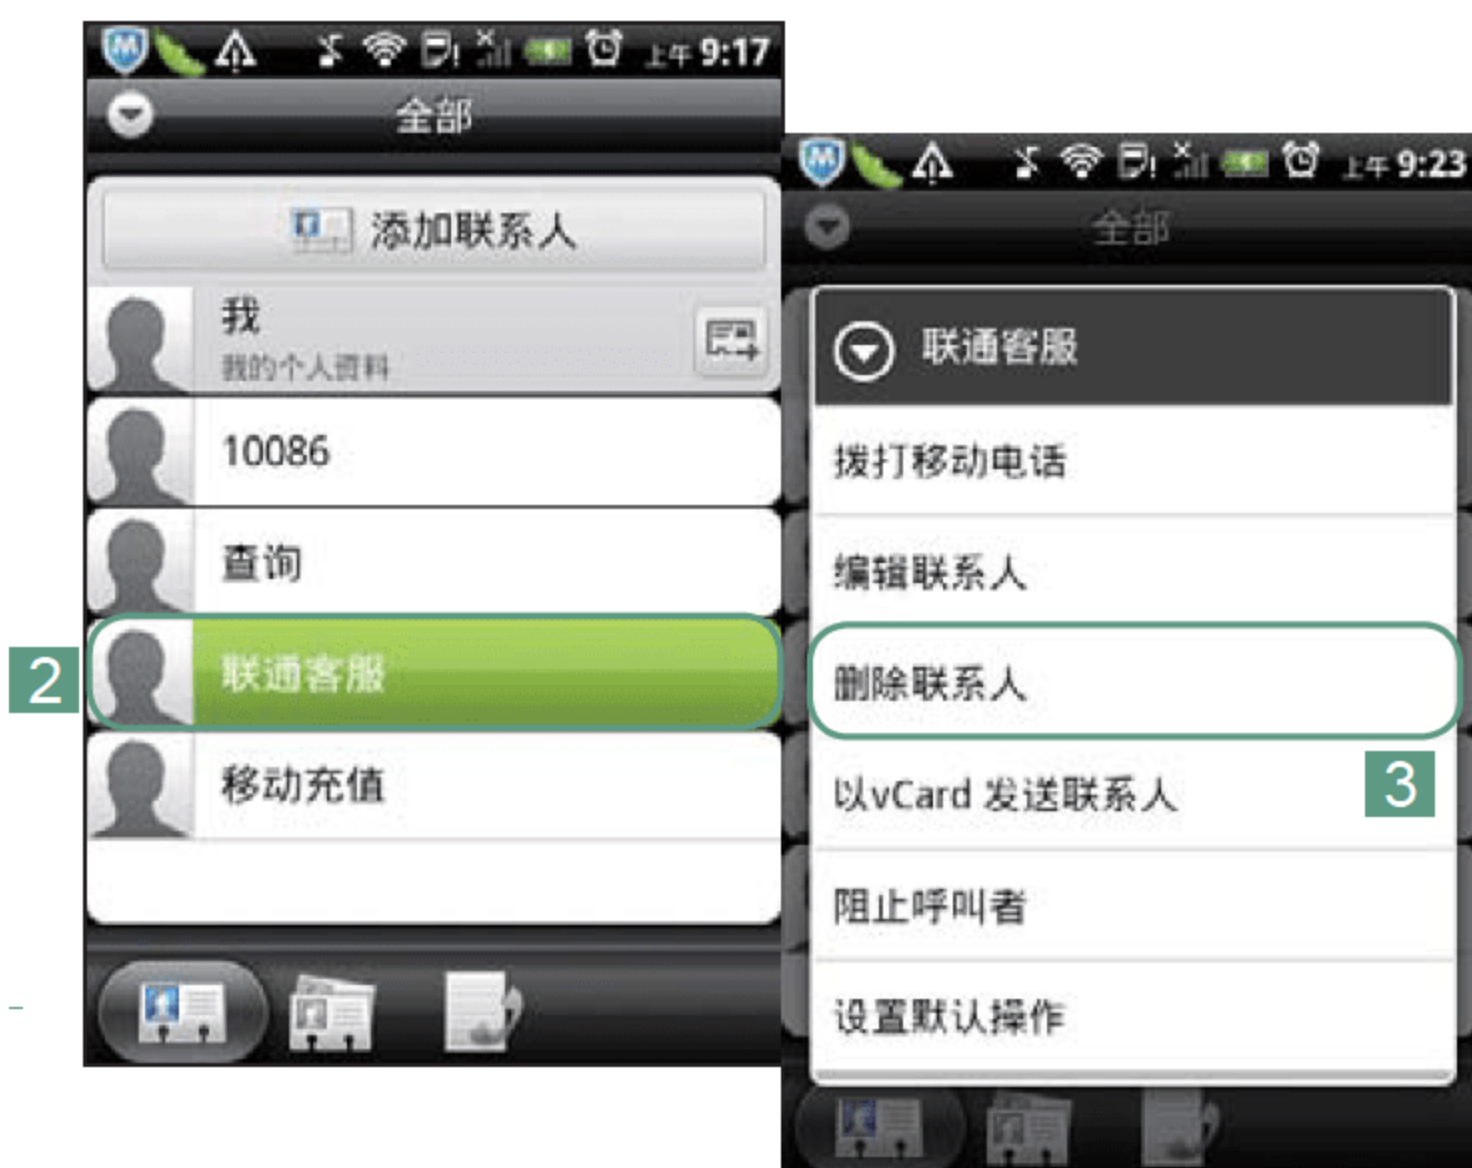 上午 9:17
全部
添加联系人
我
我的个人资料
10086
查询
2
联通客服
移动充值
上午 9:23
全部
联通客服
拨打移动电话
编辑联系人
删除联系人
3
以vCard 发送联系人
阻止呼叫者
设置默认操作